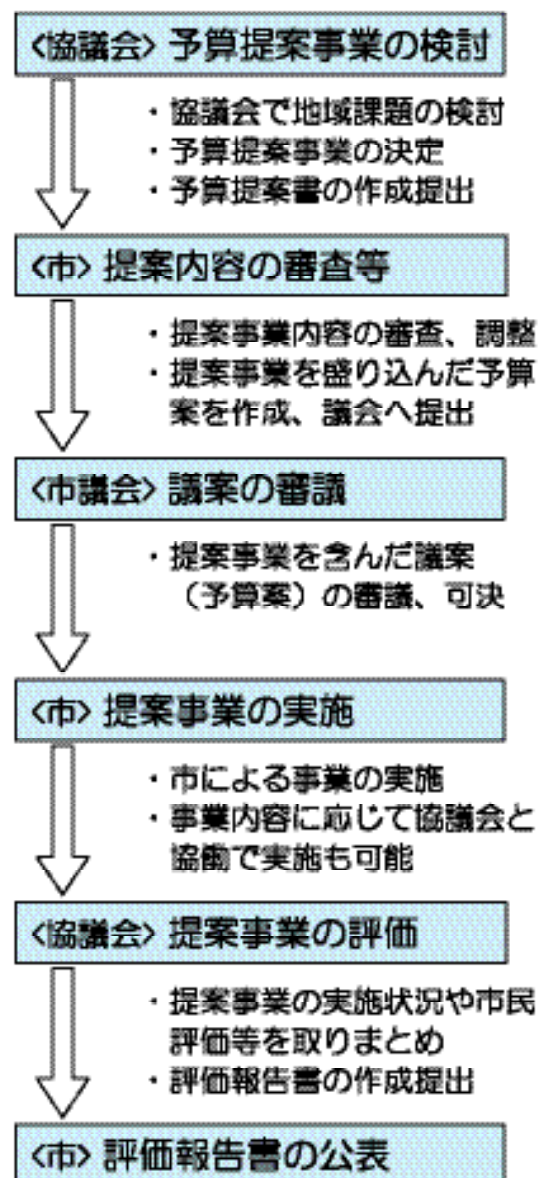 <協議会> 予算提案事業の検討
・協議会で地域課題の検討
・予算提案事業の決定
・予算提案書の作成提出
<市> 提案内容の審査等
・提案事業内容の審査、調整
・提案事業を盛り込んだ予算
案を作成、議会へ提出
<市議会> 議案の審議
・提案事業を含んだ議案
（予算案）の審議、可決
<市> 提案事業の実施
・市による事業の実施
・事業内容に応じて協議会と
協働で実施も可能
<協議会> 提案事業の評価
・提案事業の実施状況や市民
評価等を取りまとめ
・評価報告書の作成提出
<市> 評価報告書の公表